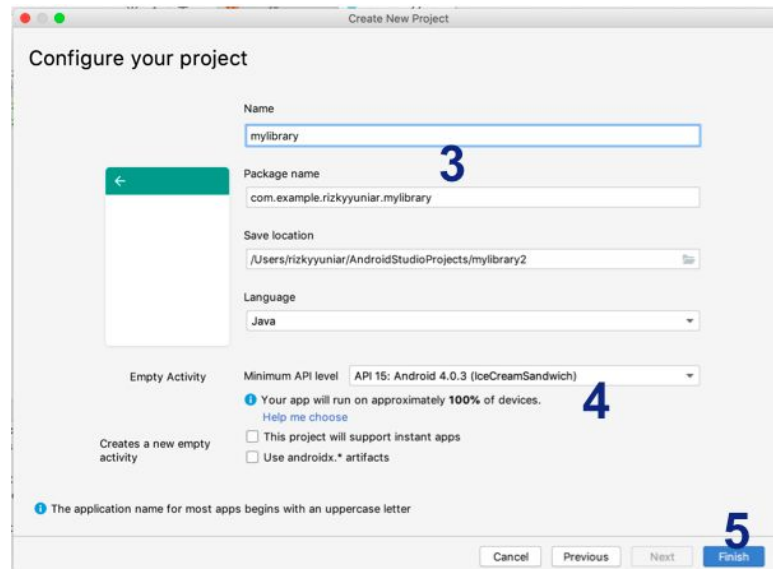 Create New Project
Configure your project
Name
mylibrary
3
Package name
com.example.rizkyyuniar.mylibrary
Save location
/Users/rizkyyuniar/AndroidStudioProjects/mylibrary2
Language
Java
Empty Activity
Minimum API level API 15: Android 4.0.3 (IceCreamSandwich)
4
Your app will run on approximately 100% of devices.
Help me choose
Creates a new empty
activity
This project will support instant apps
Use androidx.* artifacts
The application name for most apps begins with an uppercase letter
5
Cancel Previous Next Finish